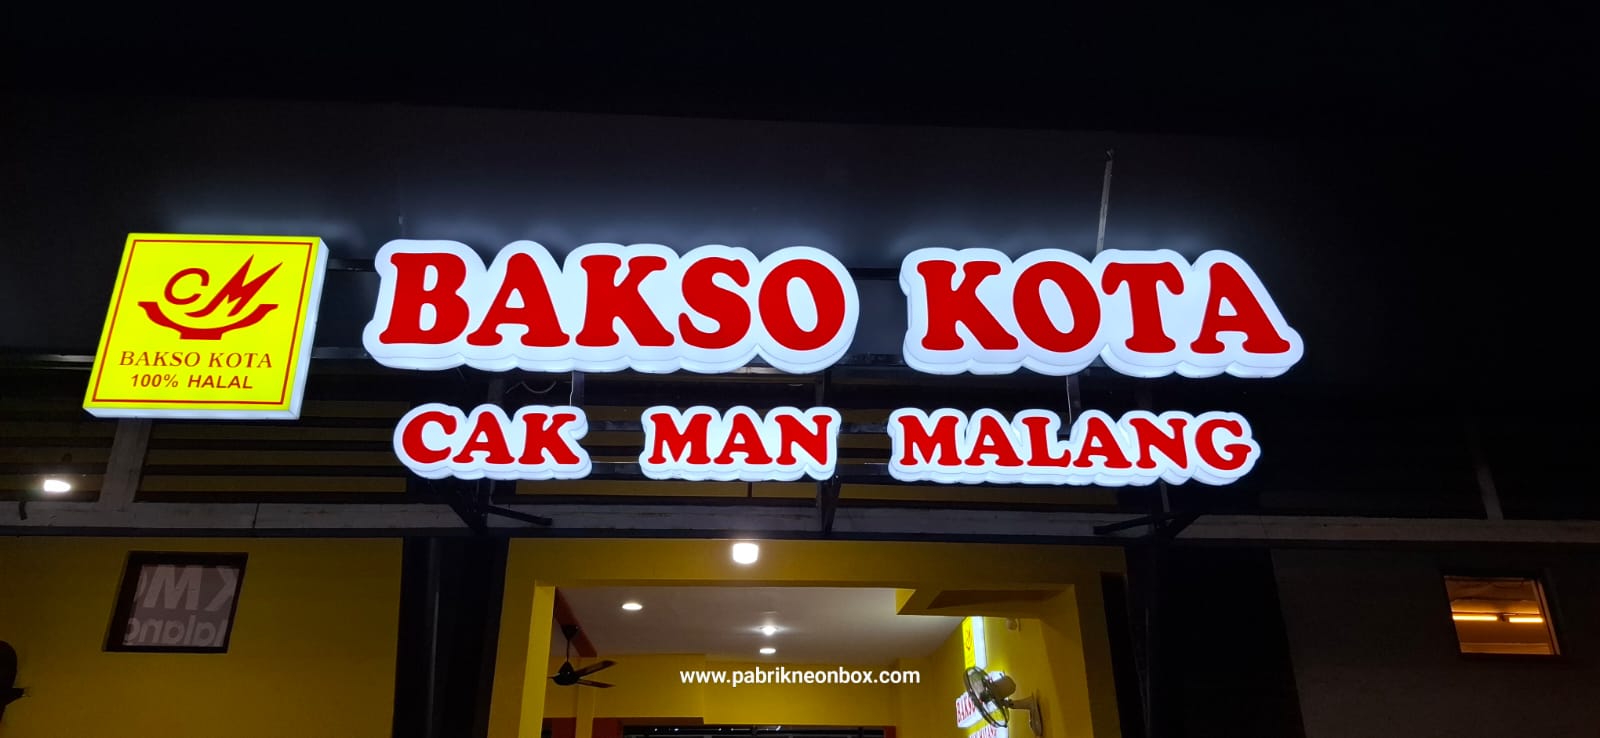 CM
BAKSO KOTA
100% HALAL
BAKSO KOTA
CAK MAN MALANG
www.pabrikneonbox.com